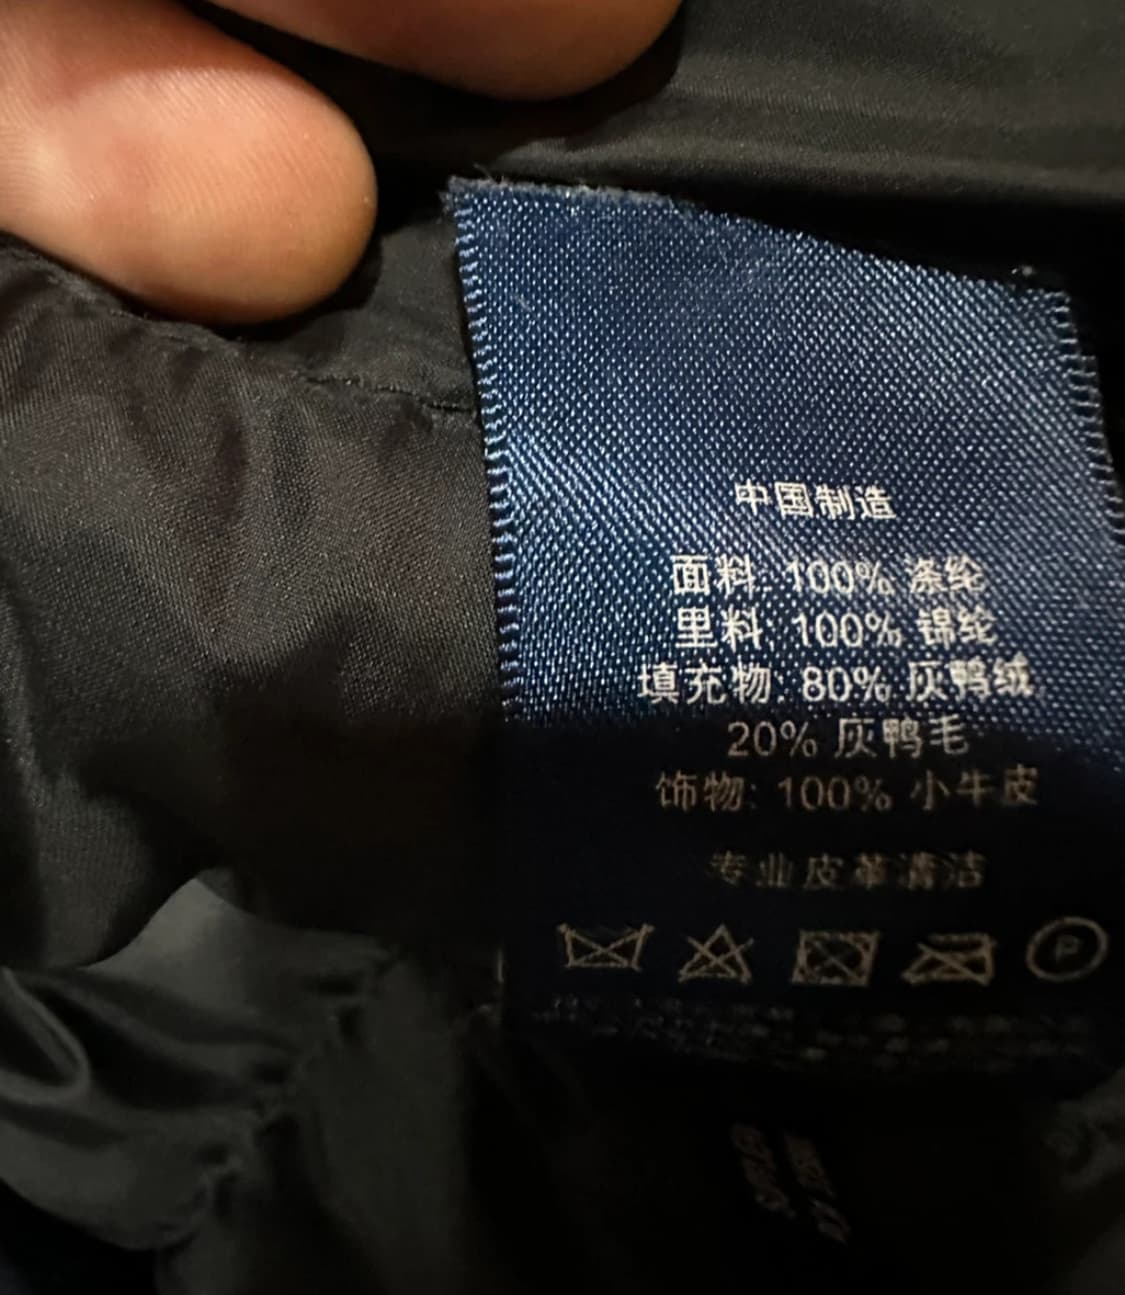 中国制造
面料: 100% 涤纶
里料: 100% 锦纶
填充物: 80% 灰鸭绒
20% 灰鸭毛
饰物: 100% 小牛皮
专业皮革清洁
P